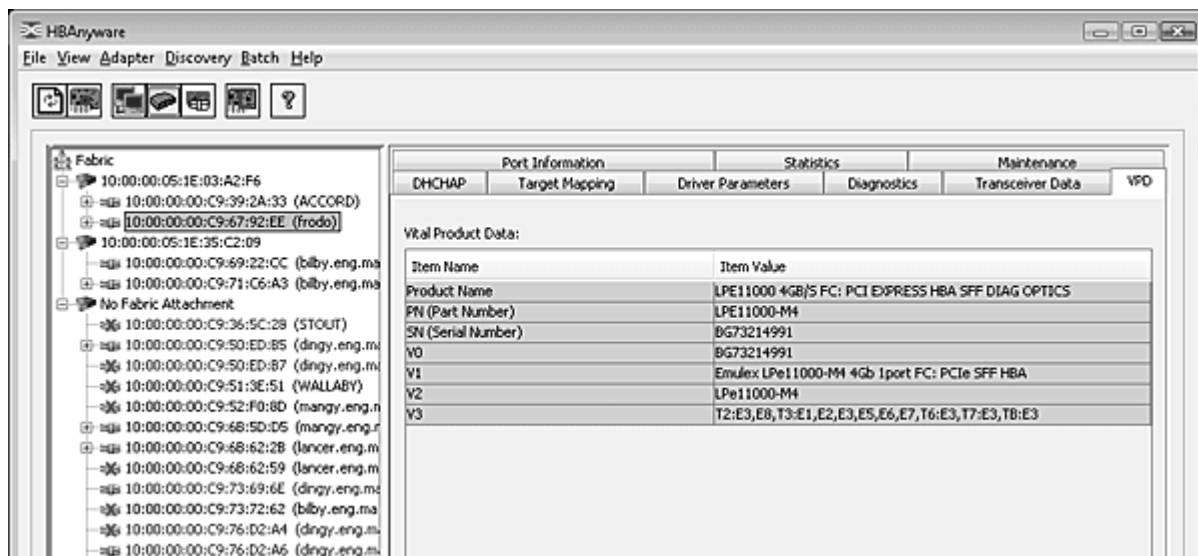 HBAnyware
File View Adapter Discovery Batch Help
?
Fabric
10:00:00:05:1E:03:A2:F6
10:00:00:00:C9:39:2A:33 (ACCORD)
10:00:00:00:C9:67:92:EE (frodo)
10:00:00:05:1E:35:C2:09
10:00:00:00:C9:69:22:CC (bilby.eng.ma
10:00:00:00:C9:71:C6:A3 (bilby.eng.ma
No Fabric Attachment
10:00:00:00:C9:36:5C:28 (STOUT)
10:00:00:00:C9:50:ED:B5 (dingy.eng.ma
10:00:00:00:C9:50:ED:B7 (dingy.eng.ma
10:00:00:00:C9:51:3E:51 (WALLABY)
10:00:00:00:C9:52:F0:8D (mangy.eng.n
10:00:00:00:C9:6B:5D:D5 (mangy.eng.r
10:00:00:00:C9:6B:62:2B (lancer.eng.m
10:00:00:00:C9:6B:62:59 (lancer.eng.m
10:00:00:00:C9:73:69:6E (dingy.eng.ma
10:00:00:00:C9:73:72:62 (bilby.eng.ma
10:00:00:00:C9:76:D2:A4 (dingy.eng.m
10:00:00:00:C9:76:D2:A6 (dingy.eng.m
Port Information Statistics Maintenance
DHCHAP Target Mapping Driver Parameters Diagnostics Transceiver Data VPD
Vital Product Data:
Item Name Item Value
Product Name LPE11000 4GB/S FC: PCI EXPRESS HBA SFF DIAG OPTICS
PN (Part Number) LPE11000-M4
SN (Serial Number) BG73214991
V0 BG73214991
V1 Emulex LPe11000-M4 4Gb 1port FC: PCIe SFF HBA
V2 LPe11000-M4
V3 T2:E3,E8,T3:E1,E2,E3,E5,E6,E7,T6:E3,T7:E3,TB:E3